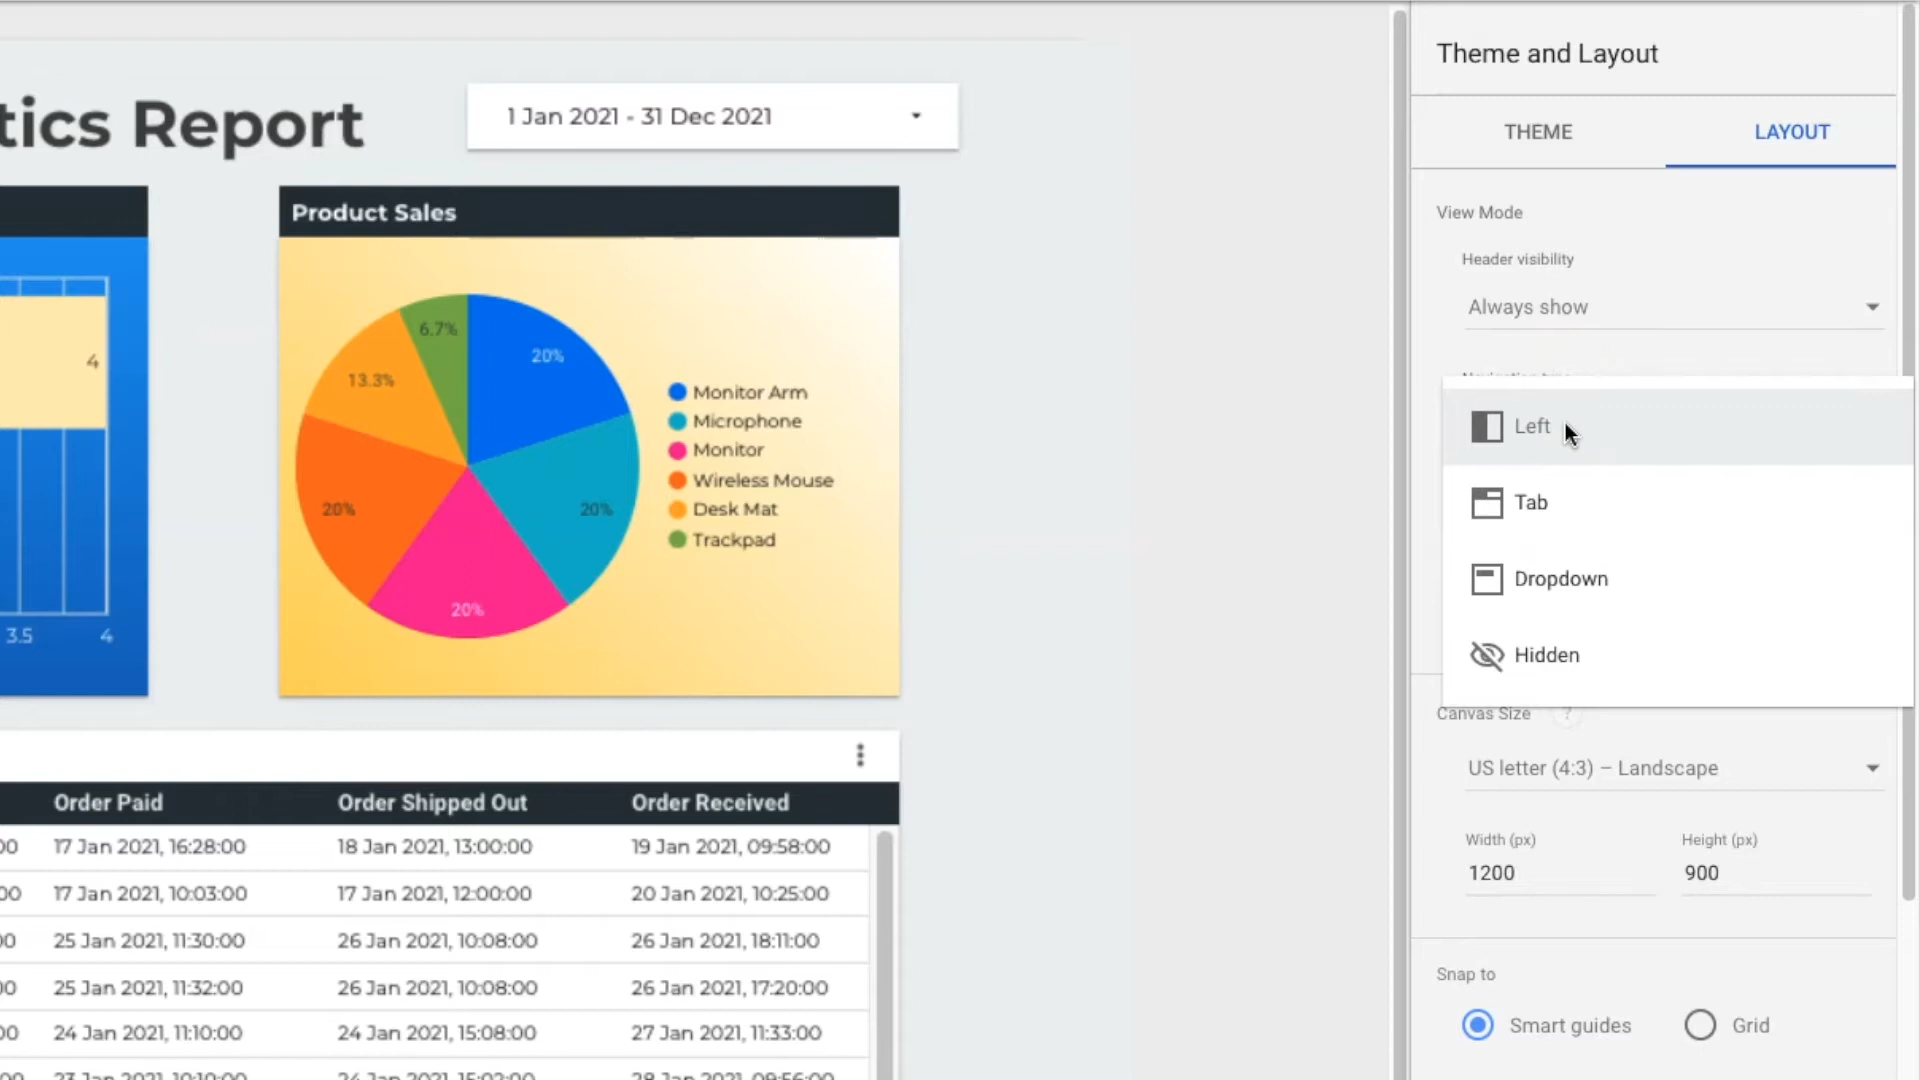 tics Report
1 Jan 2021 - 31 Dec 2021
Product Sales
4
3.5
4
6.7%
20%
13.3%
20%
20%
20%
Monitor Arm
Microphone
Monitor
Wireless Mouse
Desk Mat
Trackpad
Order Paid Order Shipped Out Order Received
00 17 Jan 2021, 16:28:00 18 Jan 2021, 13:00:00 19 Jan 2021, 09:58:00
00 17 Jan 2021, 10:03:00 17 Jan 2021, 12:00:00 20 Jan 2021, 10:25:00
00 25 Jan 2021, 11:30:00 26 Jan 2021, 10:08:00 26 Jan 2021, 18:11:00
00 25 Jan 2021, 11:32:00 26 Jan 2021, 10:08:00 26 Jan 2021, 17:20:00
00 24 Jan 2021, 11:10:00 24 Jan 2021, 15:08:00 27 Jan 2021, 11:33:00
Theme and Layout
THEME LAYOUT
View Mode
Header visibility
Always show
Left
Tab
Dropdown
Hidden
Canvas Size ?
US letter (4:3) – Landscape
Width (px) Height (px)
1200 900
Snap to
Smart guides Grid